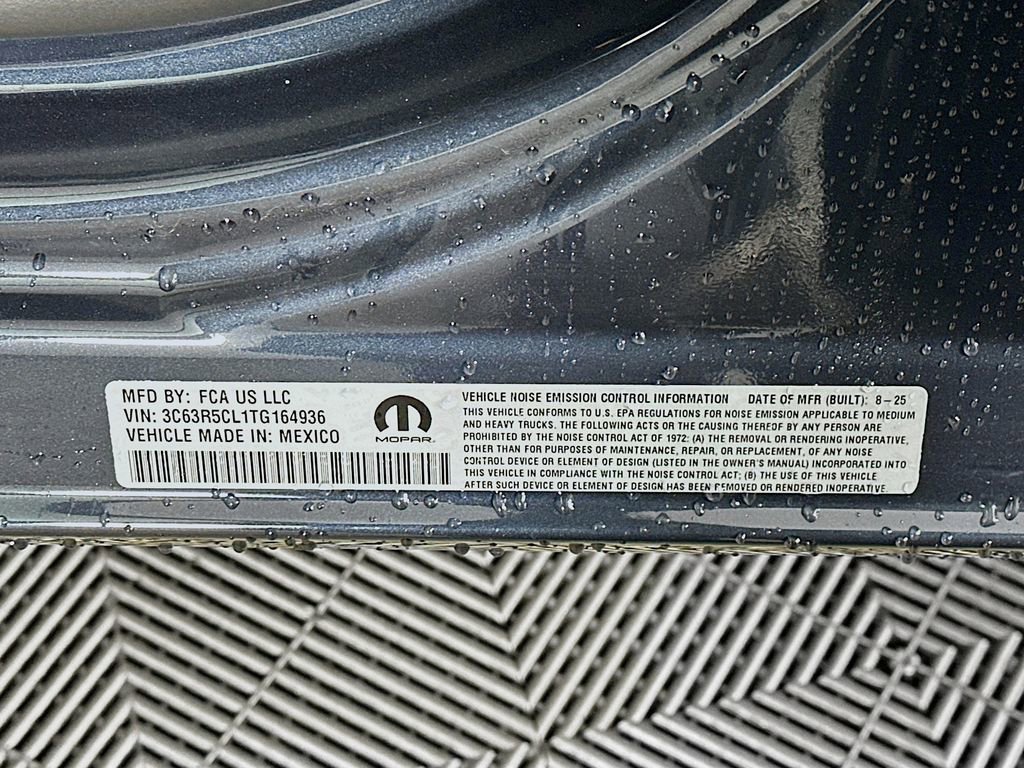 MFD BY: FCA US LLC
VIN: 3C63R5CL1TG164936
VEHICLE MADE IN: MEXICO
MOPAR
VEHICLE NOISE EMISSION CONTROL INFORMATION DATE OF MFR (BUILT): 8-25
THIS VEHICLE CONFORMS TO U.S. EPA REGULATIONS FOR NOISE EMISSION APPLICABLE TO MEDIUM
AND HEAVY TRUCKS. THE FOLLOWING ACTS OR THE CAUSING THEREOF BY ANY PERSON ARE
PROHIBITED BY THE NOISE CONTROL ACT OF 1972: (A) THE REMOVAL OR RENDERING INOPERATIVE,
OTHER THAN FOR PURPOSES OF MAINTENANCE, REPAIR, OR REPLACEMENT, OF ANY NOISE
CONTROL DEVICE OR ELEMENT OF DESIGN (LISTED IN THE OWNER'S MANUAL) INCORPORATED INTO
THIS VEHICLE IN COMPLIANCE WITH THE NOISE CONTROL ACT; (B) THE USE OF THIS VEHICLE
AFTER SUCH DEVICE OR ELEMENT OF DESIGN HAS BEEN REMOVED OR RENDERED INOPERATIVE.